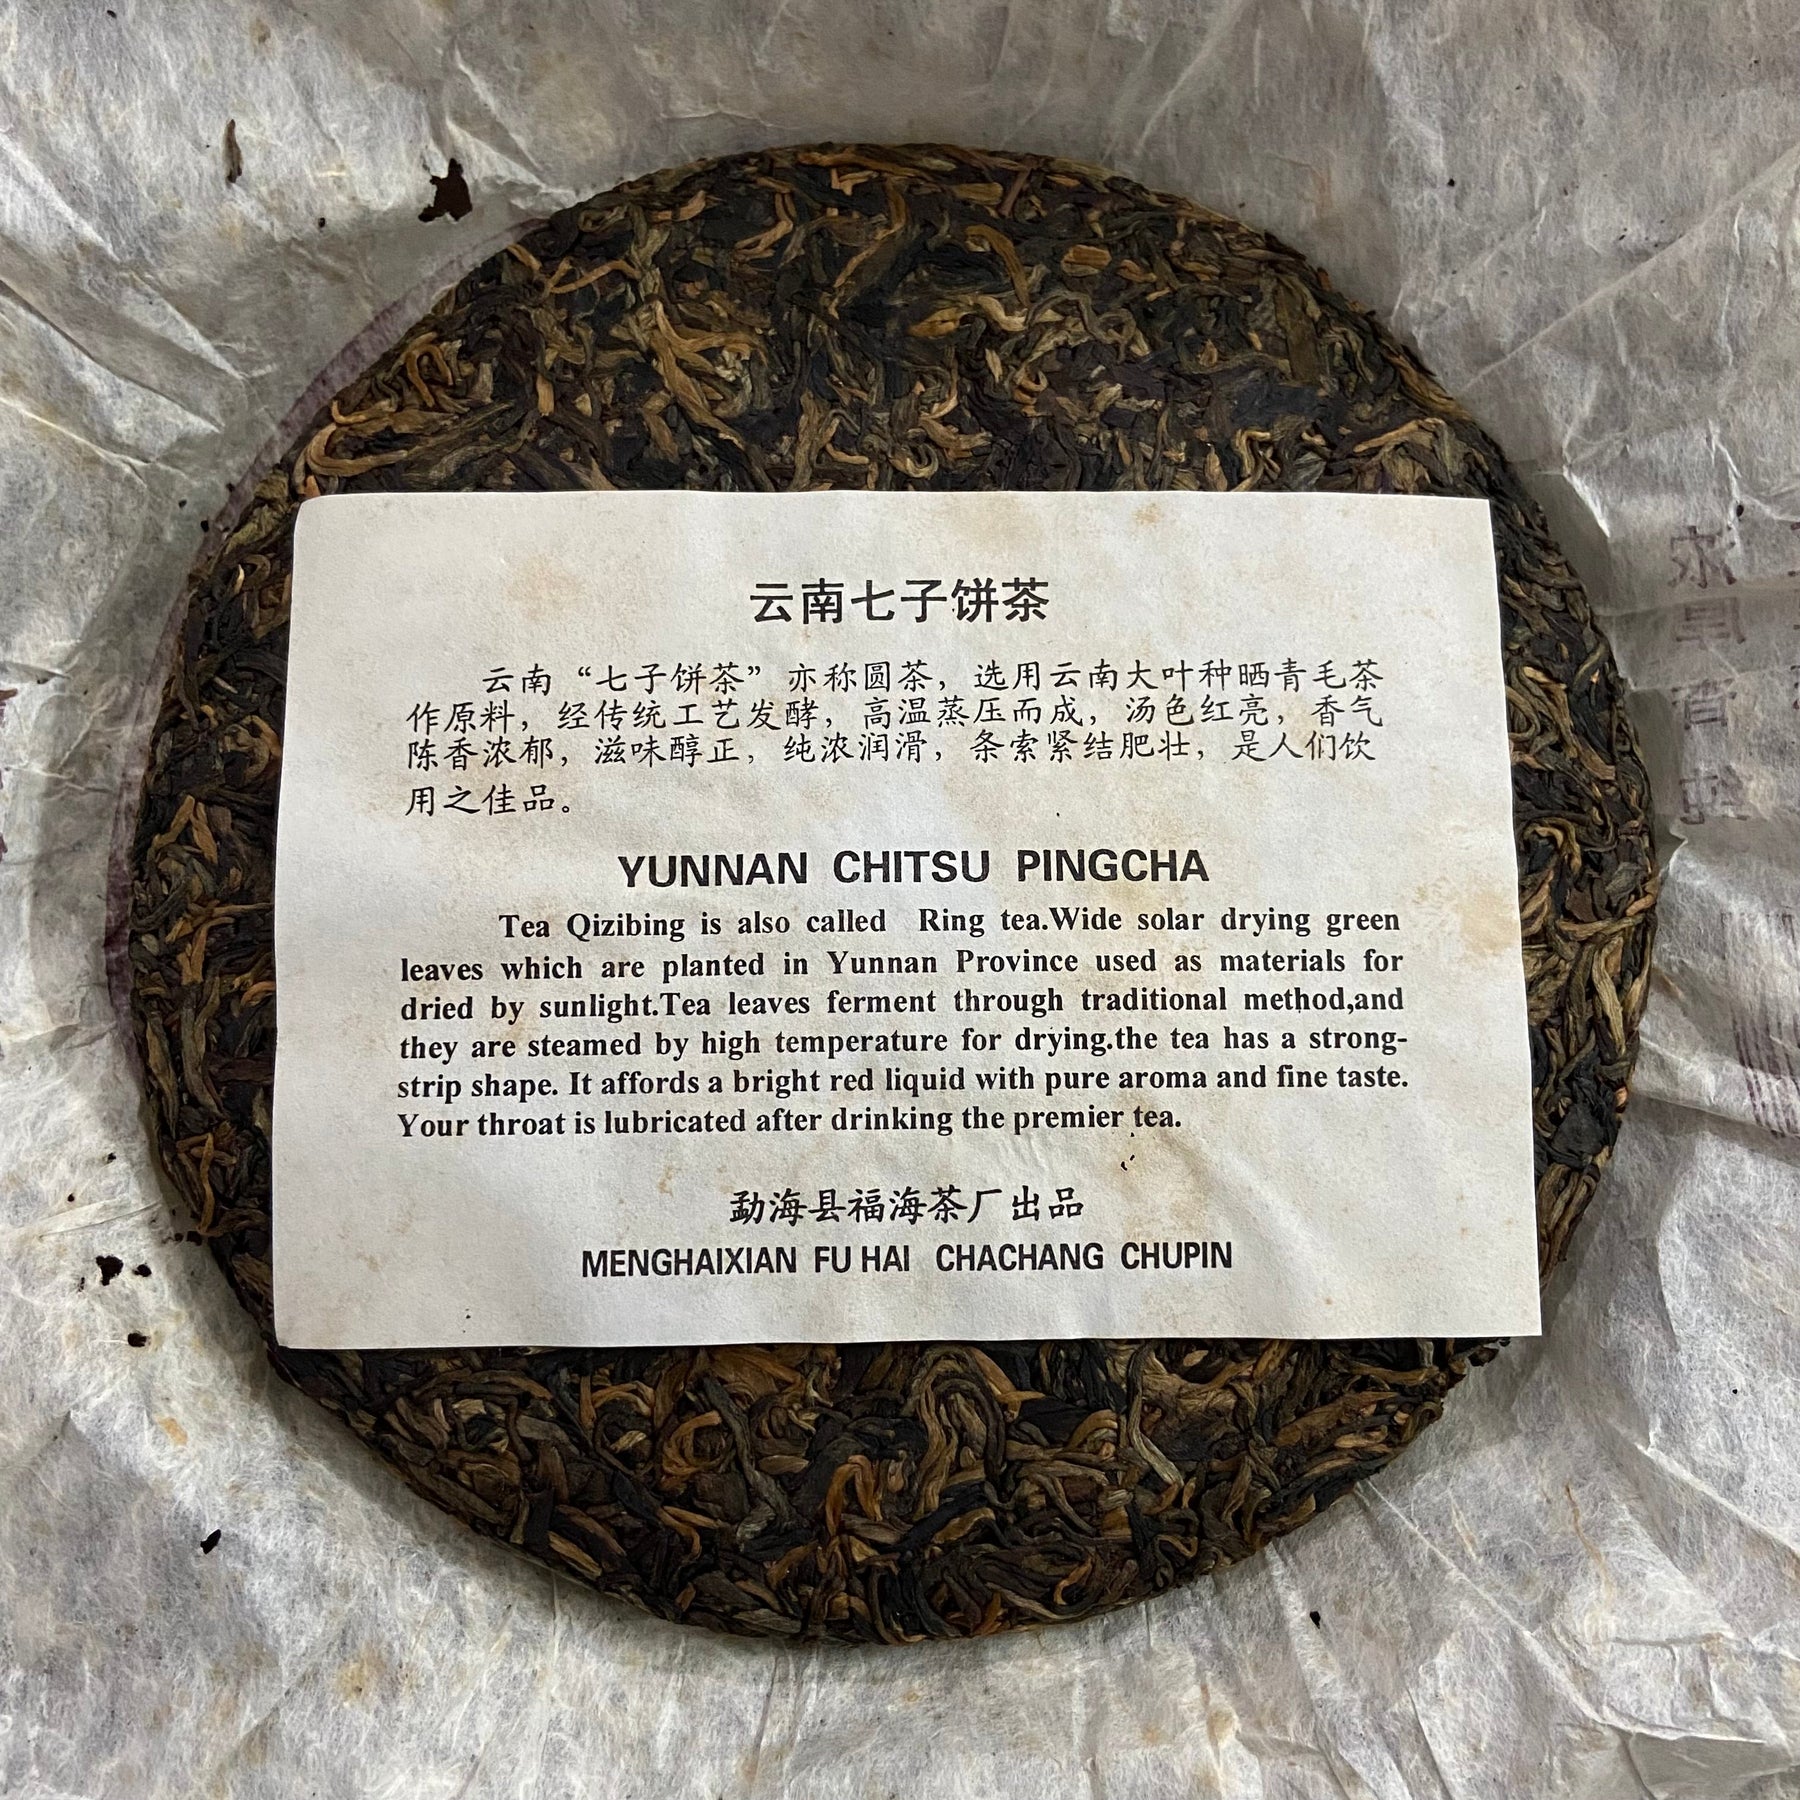 云南七子饼茶
云南“七子饼茶”亦称圆茶，选用云南大叶种晒青毛茶
作原料，经传统工艺发酵，高温蒸压而成，汤色红亮，香气
陈香浓郁，滋味醇正，纯浓润滑，条索紧结肥壮，是人们饮
用之佳品。
YUNNAN CHITSU PINGCHA
Tea Qizibing is also called Ring tea.Wide solar drying green
leaves which are planted in Yunnan Province used as materials for
dried by sunlight.Tea leaves ferment through traditional method,and
they are steamed by high temperature for drying.the tea has a strong-
strip shape. It affords a bright red liquid with pure aroma and fine taste.
Your throat is lubricated after drinking the premier tea.
勐海县福海茶厂出品
MENGHAIXIAN FU HAI CHACHANG CHUPIN